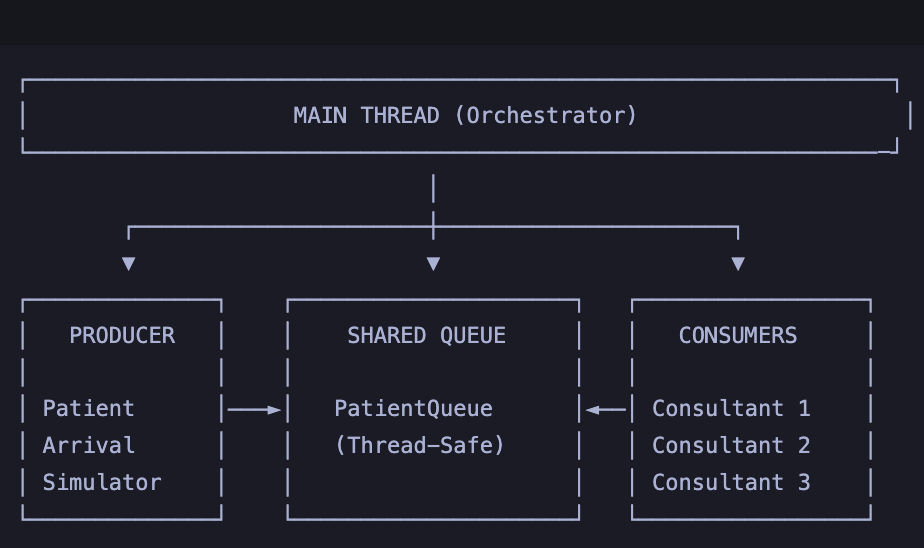 MAIN THREAD (Orchestrator)
PRODUCER
Patient
Arrival
Simulator
SHARED QUEUE
PatientQueue
(Thread-Safe)
CONSUMERS
Consultant 1
Consultant 2
Consultant 3